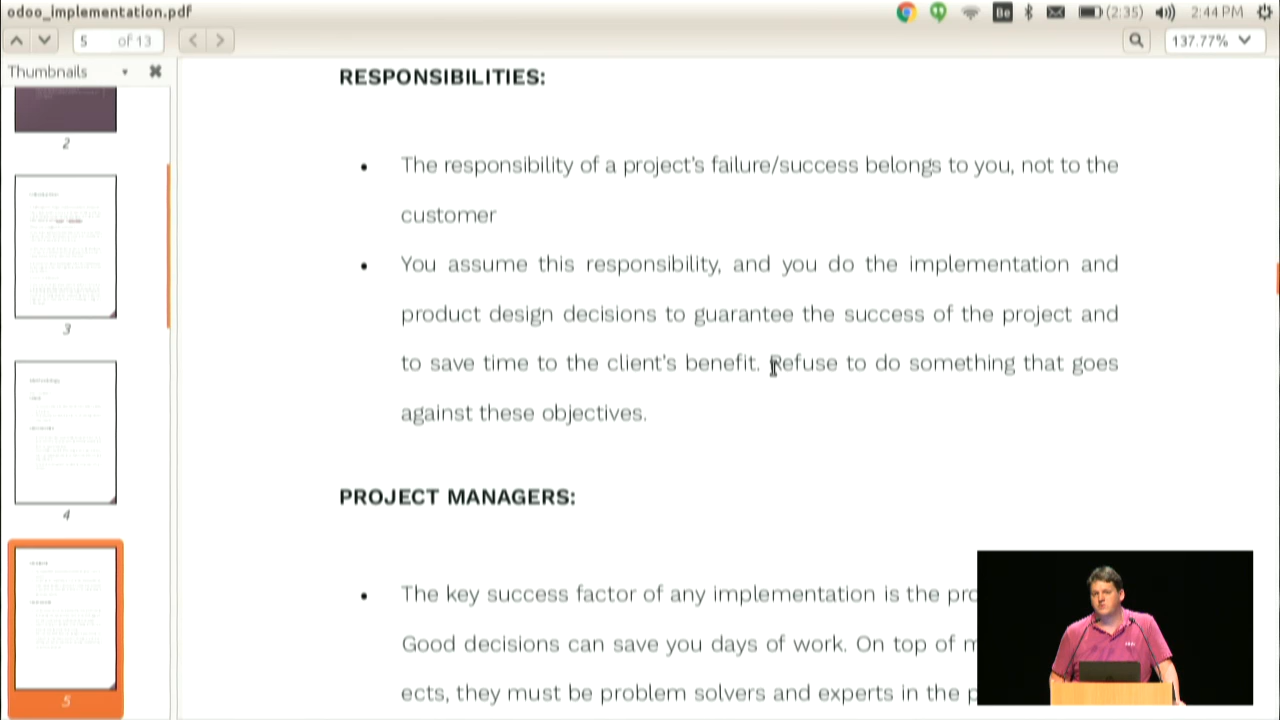 odoo_implementation.pdf
Be
(2:35)
2:44 PM
5 of 13
137.77%
Thumbnails
2
3
4
5
RESPONSIBILITIES:
• The responsibility of a project's failure/success belongs to you, not to the
customer
• You assume this responsibility, and you do the implementation and
product design decisions to guarantee the success of the project and
to save time to the client's benefit. Refuse to do something that goes
against these objectives.
PROJECT MANAGERS:
• The key success factor of any implementation is the pro
Good decisions can save you days of work. On top of m
ects, they must be problem solvers and experts in the p